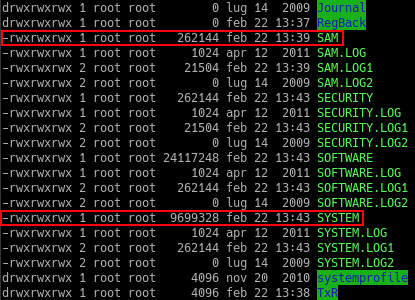 drwxrwxrwx 1 root root 0 lug 14 2009 Journal
drwxrwxrwx 1 root root 0 feb 22 13:37 RegBack
-rwxrwxrwx 1 root root 262144 feb 22 13:39 SAM
-rwxrwxrwx 1 root root 1024 apr 12 2011 SAM.LOG
-rwxrwxrwx 2 root root 21504 feb 22 13:39 SAM.LOG1
-rwxrwxrwx 2 root root 0 lug 14 2009 SAM.LOG2
-rwxrwxrwx 1 root root 262144 feb 22 13:43 SECURITY
-rwxrwxrwx 1 root root 1024 apr 12 2011 SECURITY.LOG
-rwxrwxrwx 2 root root 21504 feb 22 13:43 SECURITY.LOG1
-rwxrwxrwx 2 root root 0 lug 14 2009 SECURITY.LOG2
-rwxrwxrwx 1 root root 24117248 feb 22 13:43 SOFTWARE
-rwxrwxrwx 1 root root 1024 apr 12 2011 SOFTWARE.LOG
-rwxrwxrwx 2 root root 262144 feb 22 13:43 SOFTWARE.LOG1
-rwxrwxrwx 2 root root 0 lug 14 2009 SOFTWARE.LOG2
-rwxrwxrwx 1 root root 9699328 feb 22 13:43 SYSTEM
-rwxrwxrwx 1 root root 1024 apr 12 2011 SYSTEM.LOG
-rwxrwxrwx 2 root root 262144 feb 22 13:43 SYSTEM.LOG1
-rwxrwxrwx 2 root root 0 lug 14 2009 SYSTEM.LOG2
drwxrwxrwx 1 root root 4096 nov 20 2010 systemprofile
drwxrwxrwx 1 root root 4096 feb 22 13:38 TxR